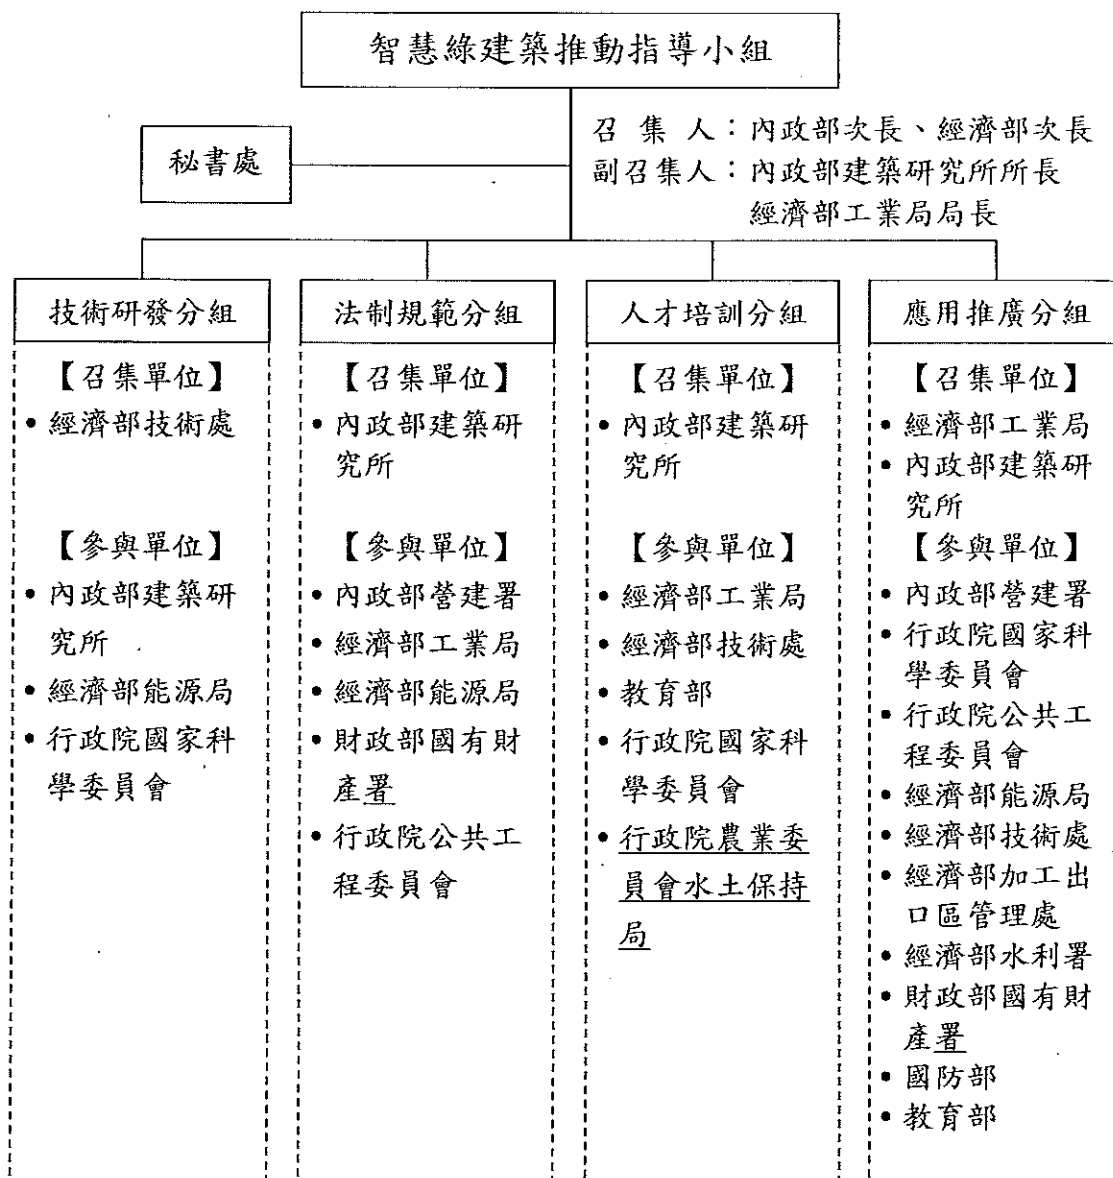 智慧綠建築推動指導小組
秘書處
召集人：內政部次長、經濟部次長
副召集人：內政部建築研究所所長
經濟部工業局局長
技術研發分組
【召集單位】
• 經濟部技術處
【參與單位】
• 內政部建築研
究所
• 經濟部能源局
• 行政院國家科
學委員會
法制規範分組
【召集單位】
• 內政部建築研
究所
【參與單位】
• 內政部營建署
• 經濟部工業局
• 經濟部能源局
• 財政部國有財
產署
• 行政院公共工
程委員會
人才培訓分組
【召集單位】
• 內政部建築研
究所
【參與單位】
• 經濟部工業局
• 經濟部技術處
• 教育部
• 行政院國家科
學委員會
• 行政院農業委
員會水土保持
局
應用推廣分組
【召集單位】
• 經濟部工業局
• 內政部建築研
究所
【參與單位】
• 內政部營建署
• 行政院國家科
學委員會
• 行政院公共工
程委員會
• 經濟部能源局
• 經濟部技術處
• 經濟部加工出
口區管理處
• 經濟部水利署
• 財政部國有財
產署
• 國防部
• 教育部